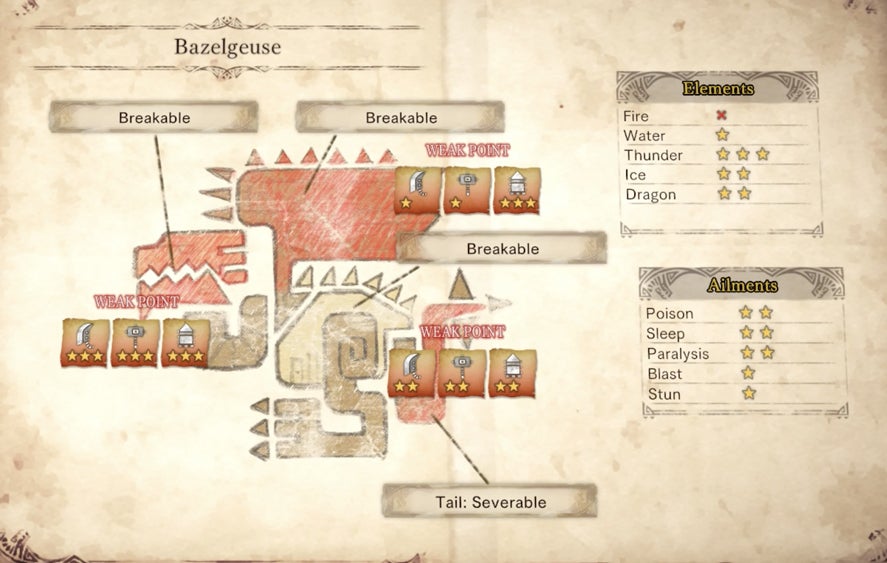 Bazelgeuse
Breakable
Breakable
WEAK POINT
Breakable
WEAK POINT
WEAK POINT
Tail: Severable
Elements
Fire
Water
Thunder
Ice
Dragon
Ailments
Poison
Sleep
Paralysis
Blast
Stun